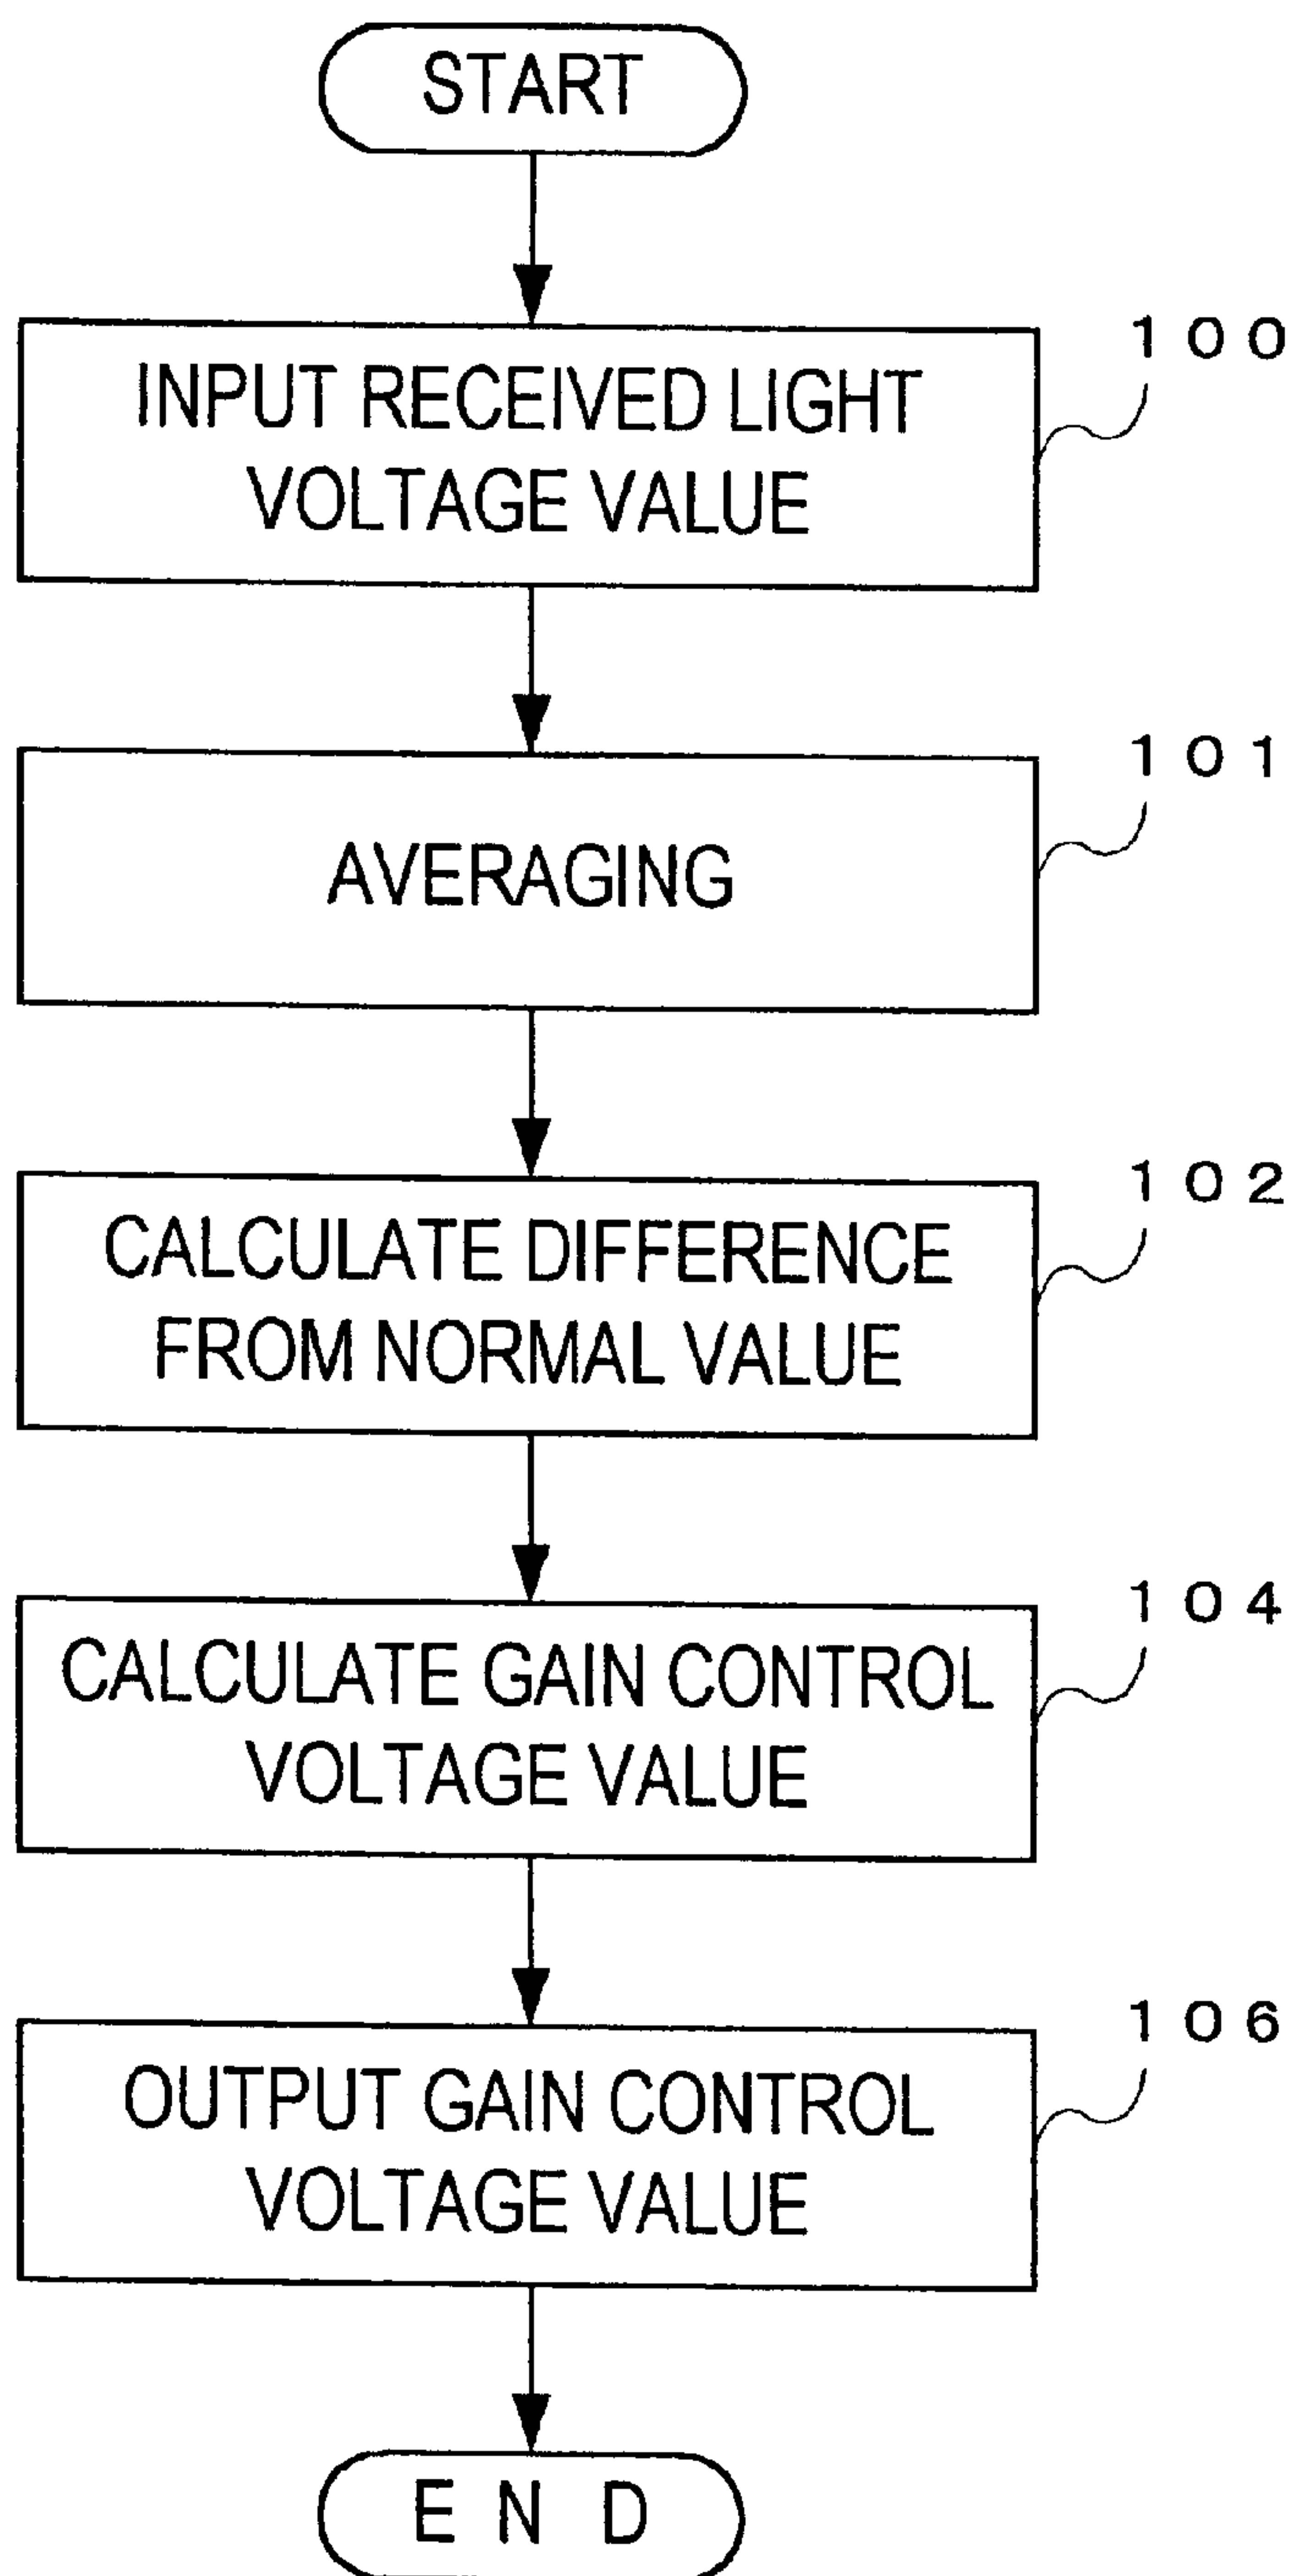 START
100
INPUT RECEIVED LIGHT
VOLTAGE VALUE
101
AVERAGING
102
CALCULATE DIFFERENCE
FROM NORMAL VALUE
104
CALCULATE GAIN CONTROL
VOLTAGE VALUE
106
OUTPUT GAIN CONTROL
VOLTAGE VALUE
END